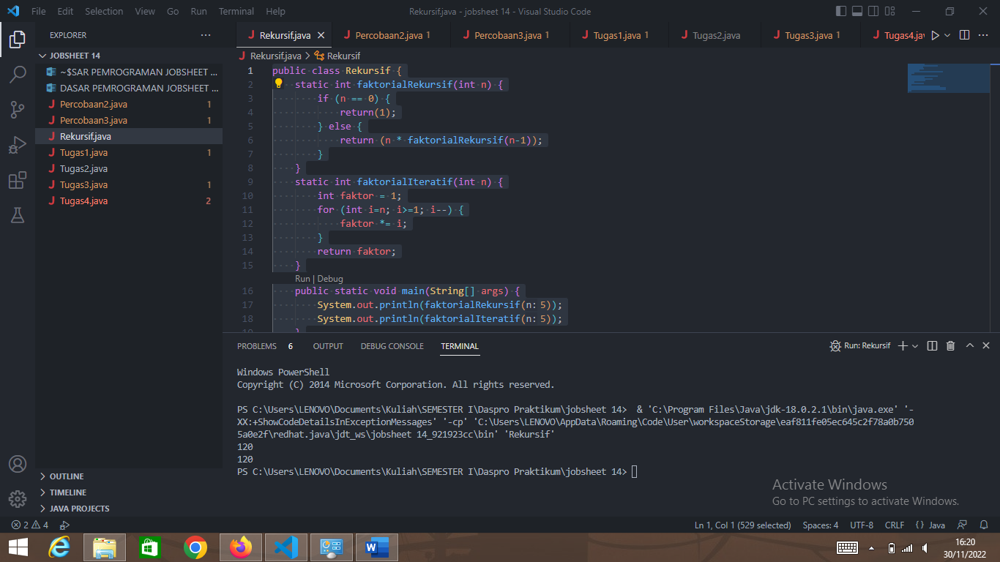 File Edit Selection View Go Run Terminal Help Rekursif.java - jobsheet 14 - Visual Studio Code
EXPLORER
JOBSHEET 14
~$SAR PEMROGRAMAN JOBSHEET ...
DASAR PEMROGRAMAN JOBSHEET ...
Percobaan2.java 1
Percobaan3.java 1
Rekursif.java
Tugas1.java 1
Tugas2.java
Tugas3.java 1
Tugas4.java 2
OUTLINE
TIMELINE
JAVA PROJECTS
Rekursif.java Percobaan2.java 1 Percobaan3.java 1 Tugas1.java 1 Tugas2.java Tugas3.java 1 Tugas4.jav
Rekursif.java > Rekursif
1 public class Rekursif {
2 static int faktorialRekursif(int n) {
3 if (n == 0) {
4 return(1);
5 } else {
6 return (n * faktorialRekursif(n-1));
7 }
8 }
9 static int faktorialIteratif(int n) {
10 int faktor = 1;
11 for (int i=n; i>=1; i--) {
12 faktor *= i;
13 }
14 return faktor;
15 }
Run | Debug
16 public static void main(String[] args) {
17 System.out.println(faktorialRekursif(n: 5));
18 System.out.println(faktorialIteratif(n: 5));
PROBLEMS 6 OUTPUT DEBUG CONSOLE TERMINAL Run: Rekursif
Windows PowerShell
Copyright (C) 2014 Microsoft Corporation. All rights reserved.
PS C:\Users\LENOVO\Documents\Kuliah\SEMESTER I\Daspro Praktikum\jobsheet 14> & 'C:\Program Files\Java\jdk-18.0.2.1\bin\java.exe' '-
XX:+ShowCodeDetailsInExceptionMessages' '-cp' 'C:\Users\LENOVO\AppData\Roaming\Code\User\workspaceStorage\eaf811fe05ec645c2f78a0b750
5a0e2f\redhat.java\jdt_ws\jobsheet 14_921923cc\bin' 'Rekursif'
120
120
PS C:\Users\LENOVO\Documents\Kuliah\SEMESTER I\Daspro Praktikum\jobsheet 14>
Activate Windows
Go to PC settings to activate Windows.
2 4 Ln 1, Col 1 (529 selected) Spaces: 4 UTF-8 CRLF {} Java
16:20
30/11/2022